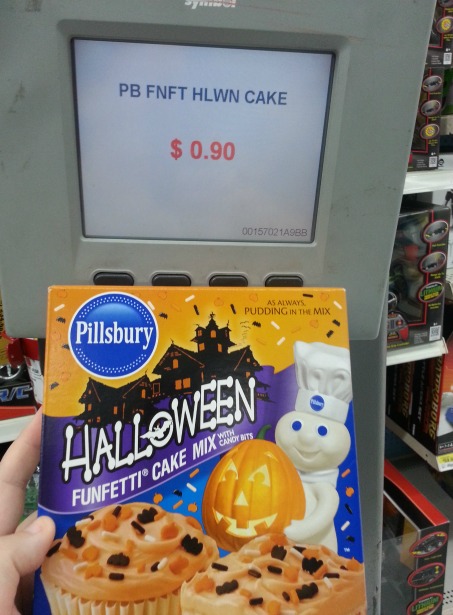 symbol
PB FNFT HLWN CAKE
$ 0.90
00157021A9BB
AS ALWAYS,
PUDDING IN THE MIX
Pillsbury
HALLOWEEN
FUNFETTI® CAKE MIX WITH CANDY BITS